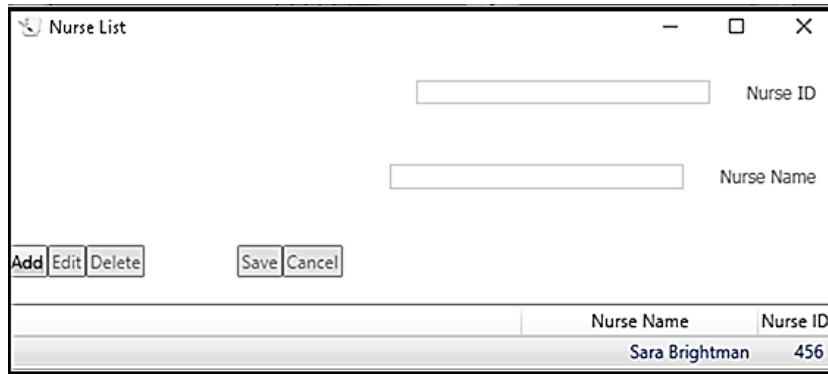 Nurse List
Nurse ID
Nurse Name
Add Edit Delete Save Cancel
Nurse Name Nurse ID
Sara Brightman 456